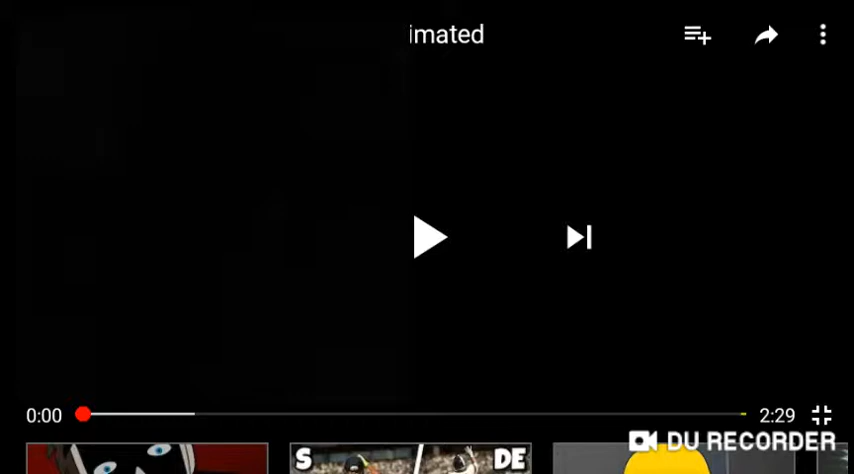 imated
0:00
2:29
S
DE
DU RECORDER